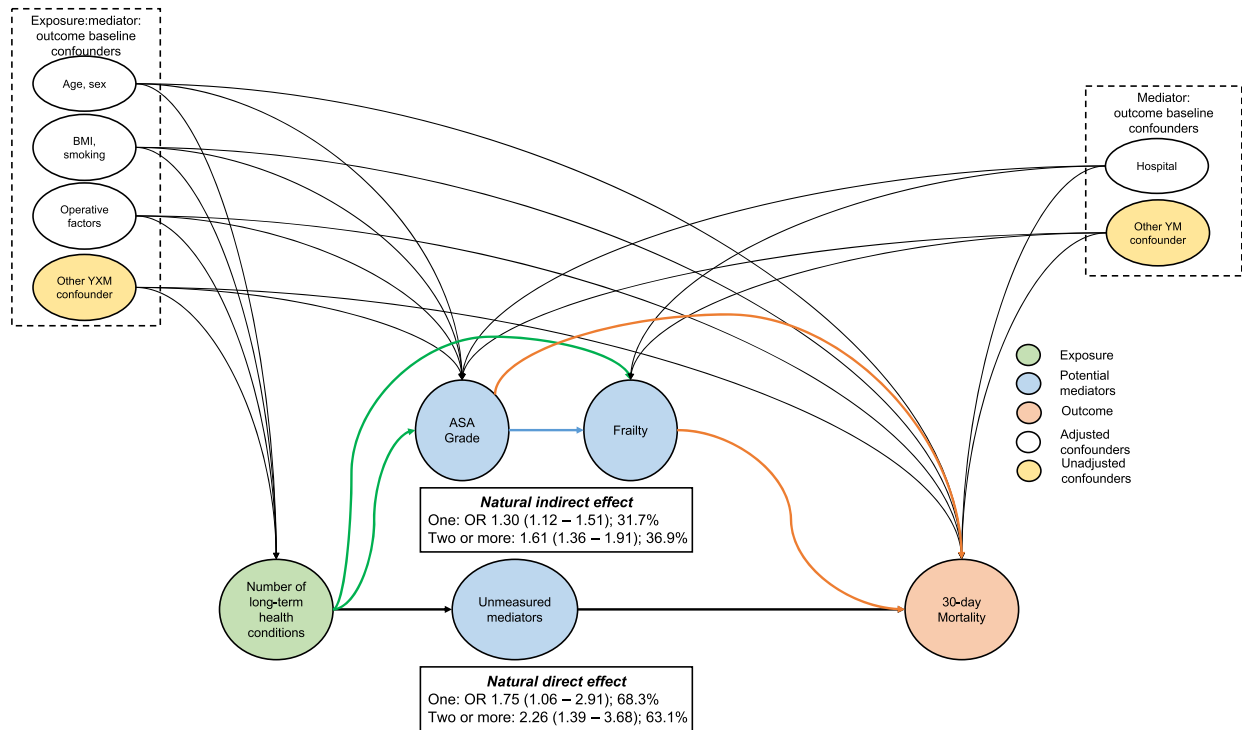 Exposure:mediator:
outcome baseline
confounders
Age, sex
BMI,
smoking
Operative
factors
Other YXM
confounder
Mediator:
outcome baseline
confounders
Hospital
Other YM
confounder
Exposure
Potential
mediators
Outcome
Adjusted
confounders
Unadjusted
confounders
ASA
Grade
Frailty
Natural indirect effect
One: OR 1.30 (1.12 – 1.51); 31.7%
Two or more: 1.61 (1.36 – 1.91); 36.9%
Number of
long-term
health
conditions
Unmeasured
mediators
30-day
Mortality
Natural direct effect
One: OR 1.75 (1.06 – 2.91); 68.3%
Two or more: 2.26 (1.39 – 3.68); 63.1%